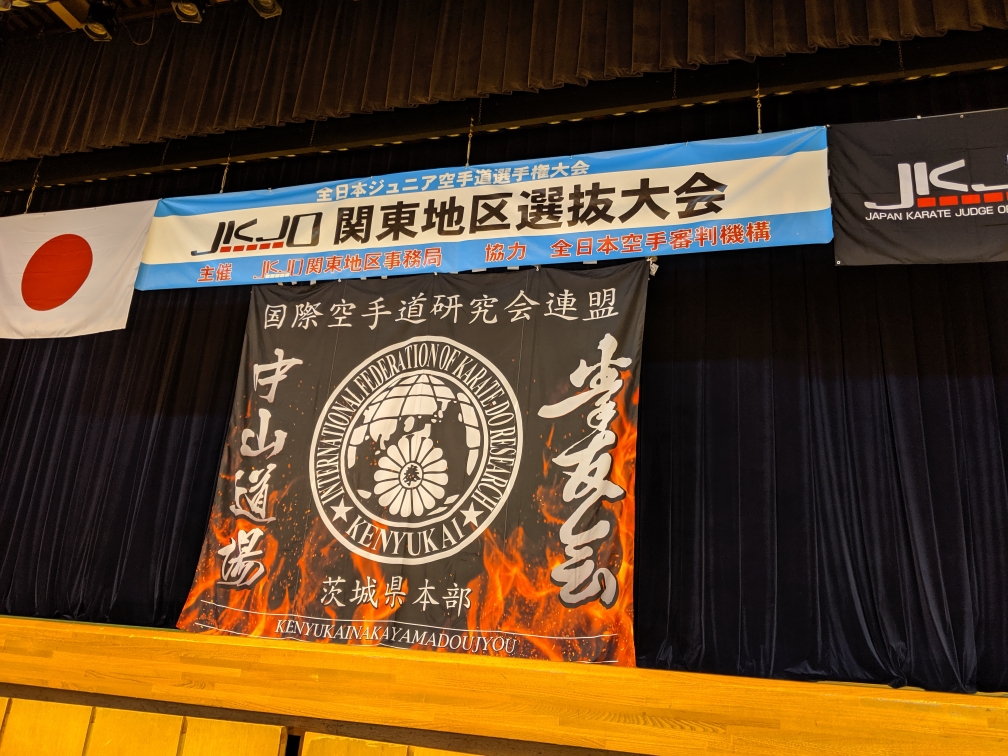 全日本ジュニア空手道選手権大会
JKJO 関東地区選抜大会
主催 JKJO関東地区事務局 協力 全日本空手審判機構
JKJ
JAPAN KARATE JUDGE O
国際空手道研究会連盟
中山道場
INTERNATIONAL FEDERATION OF KARATE-DO RESEARCH
拳
KENYUKAI
拳友会
茨城県本部
KENYUKAINAKAYAMADOUJYOU